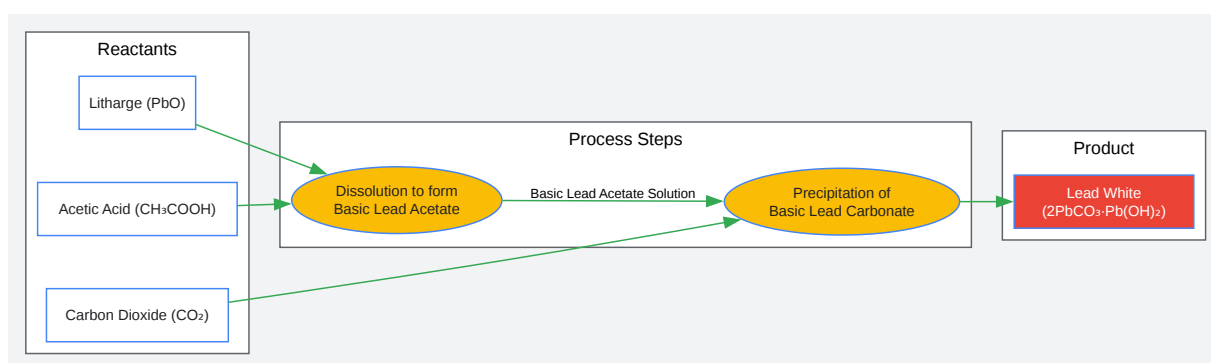 Reactants
Litharge (PbO)
Acetic Acid (CH₃COOH)
Carbon Dioxide (CO₂)
Process Steps
Dissolution to form
Basic Lead Acetate
Basic Lead Acetate Solution
Precipitation of
Basic Lead Carbonate
Product
Lead White
(2PbCO₃·Pb(OH)₂)